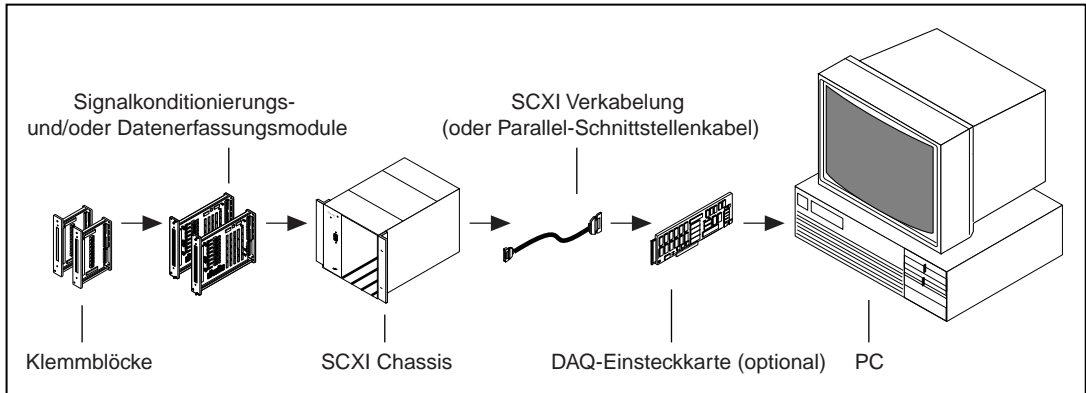 Signalkonditionierungs-
und/oder Datenerfassungsmodule
SCXI Verkabelung
(oder Parallel-Schnittstellenkabel)
Klemmblöcke
SCXI Chassis
DAQ-Einsteckkarte (optional)
PC